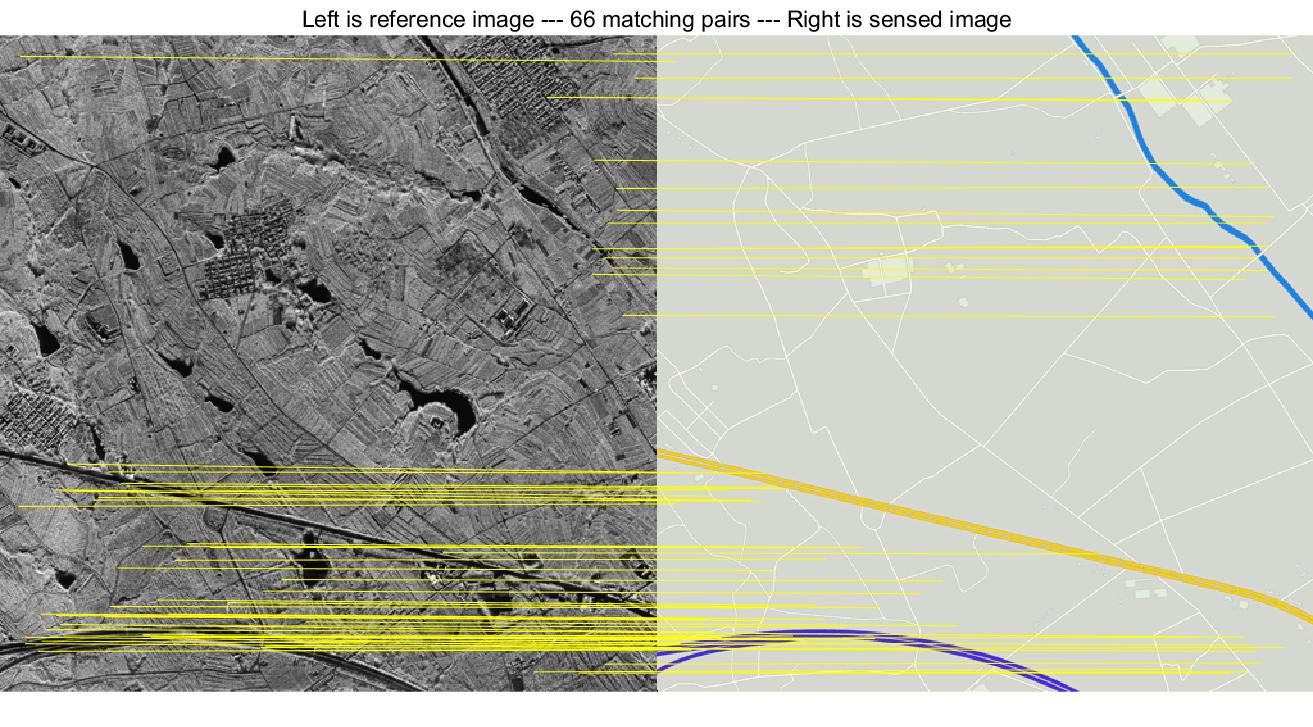 Left is reference image --- 66 matching pairs --- Right is sensed image